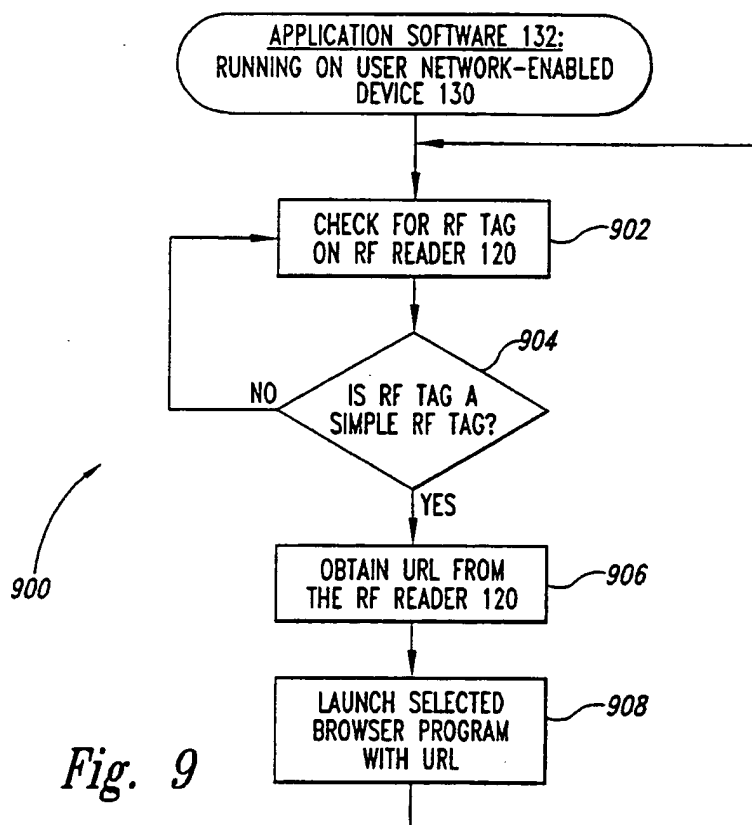 APPLICATION SOFTWARE 132:
RUNNING ON USER NETWORK-ENABLED
DEVICE 130
CHECK FOR RF TAG
ON RF READER 120
902
904
IS RF TAG A
SIMPLE RF TAG?
NO
YES
900
OBTAIN URL FROM
THE RF READER 120
906
LAUNCH SELECTED
BROWSER PROGRAM
WITH URL
908
Fig. 9